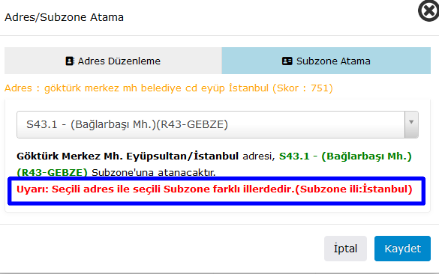 Adres/Subzone Atama
Adres Düzenleme
Subzone Atama
Adres : göktürk merkez mh belediye cd eyüp İstanbul (Skor : 751)
S43.1 - (Bağlarbaşı Mh.)(R43-GEBZE)
Göktürk Merkez Mh. Eyüpsultan/İstanbul adresi, S43.1 - (Bağlarbaşı Mh.)
(R43-GEBZE) Subzone'una atanacaktır.
Uyarı: Seçili adres ile seçili Subzone farklı illerdedir.(Subzone ili:İstanbul)
İptal
Kaydet